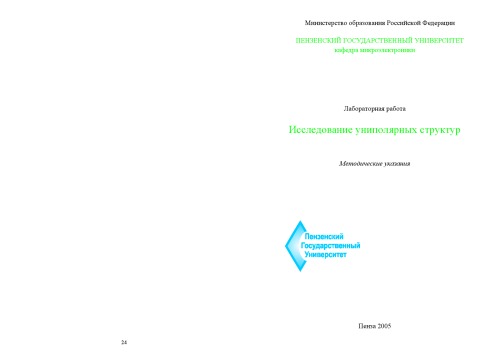 Министерство образования Российской Федерации
ПЕНЗЕНСКИЙ ГОСУДАРСТВЕННЫЙ УНИВЕРСИТЕТ
кафедра микроэлектроники
Лабораторная работа
Исследование униполярных структур
Методические указания
Пензенский
Государственный
Университет
Пенза 2005
24